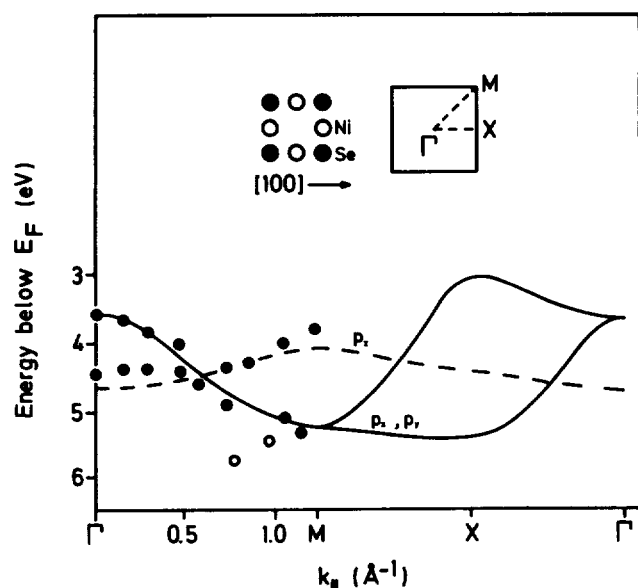 M
Ni
X
Γ
Se
[100]
Energy below E_F (eV)
3
4
5
6
p_z
p_x , p_y
Γ
0.5
1.0
M
X
Γ
k_∥ (Å⁻¹)